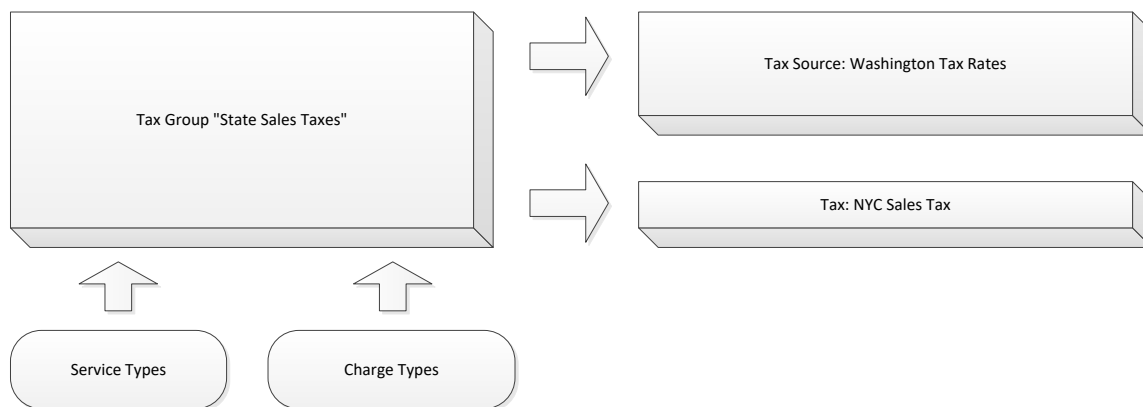 Tax Source: Washington Tax Rates
Tax Group "State Sales Taxes"
Tax: NYC Sales Tax
Service Types
Charge Types